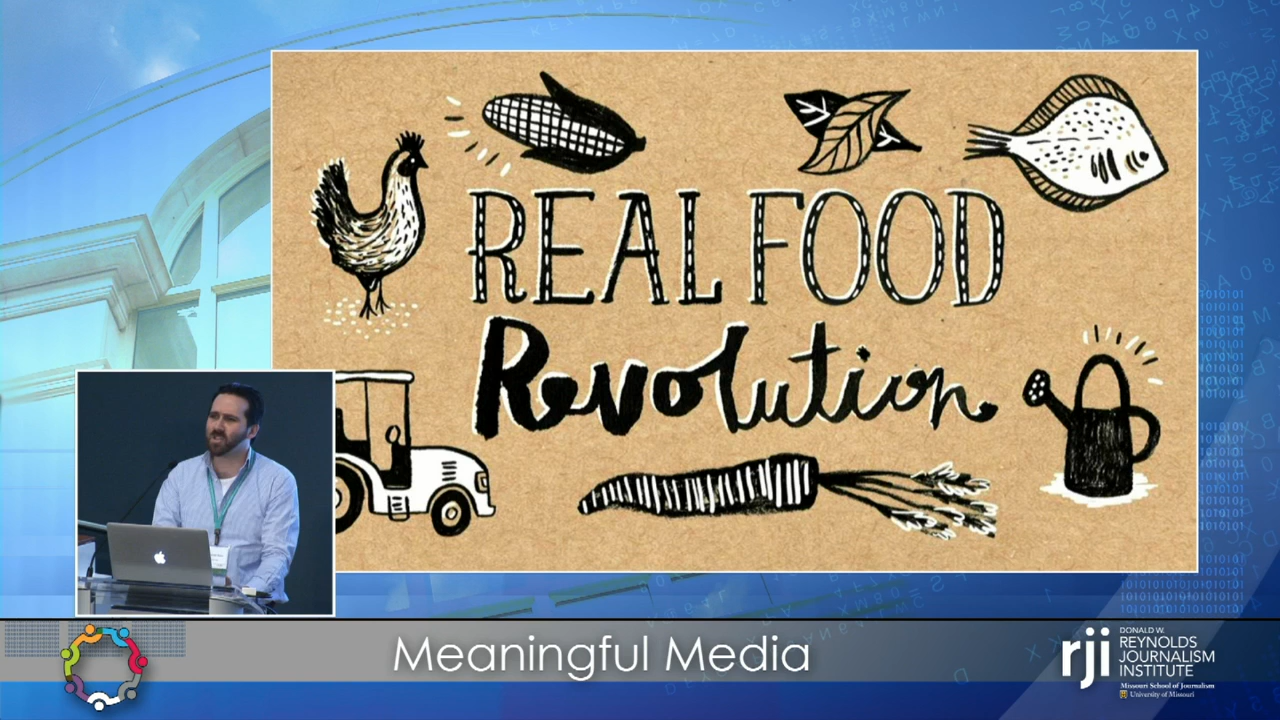 REAL FOOD
Revolution
Meaningful Media
rji
DONALD W.
REYNOLDS
JOURNALISM
INSTITUTE
Missouri School of Journalism
University of Missouri